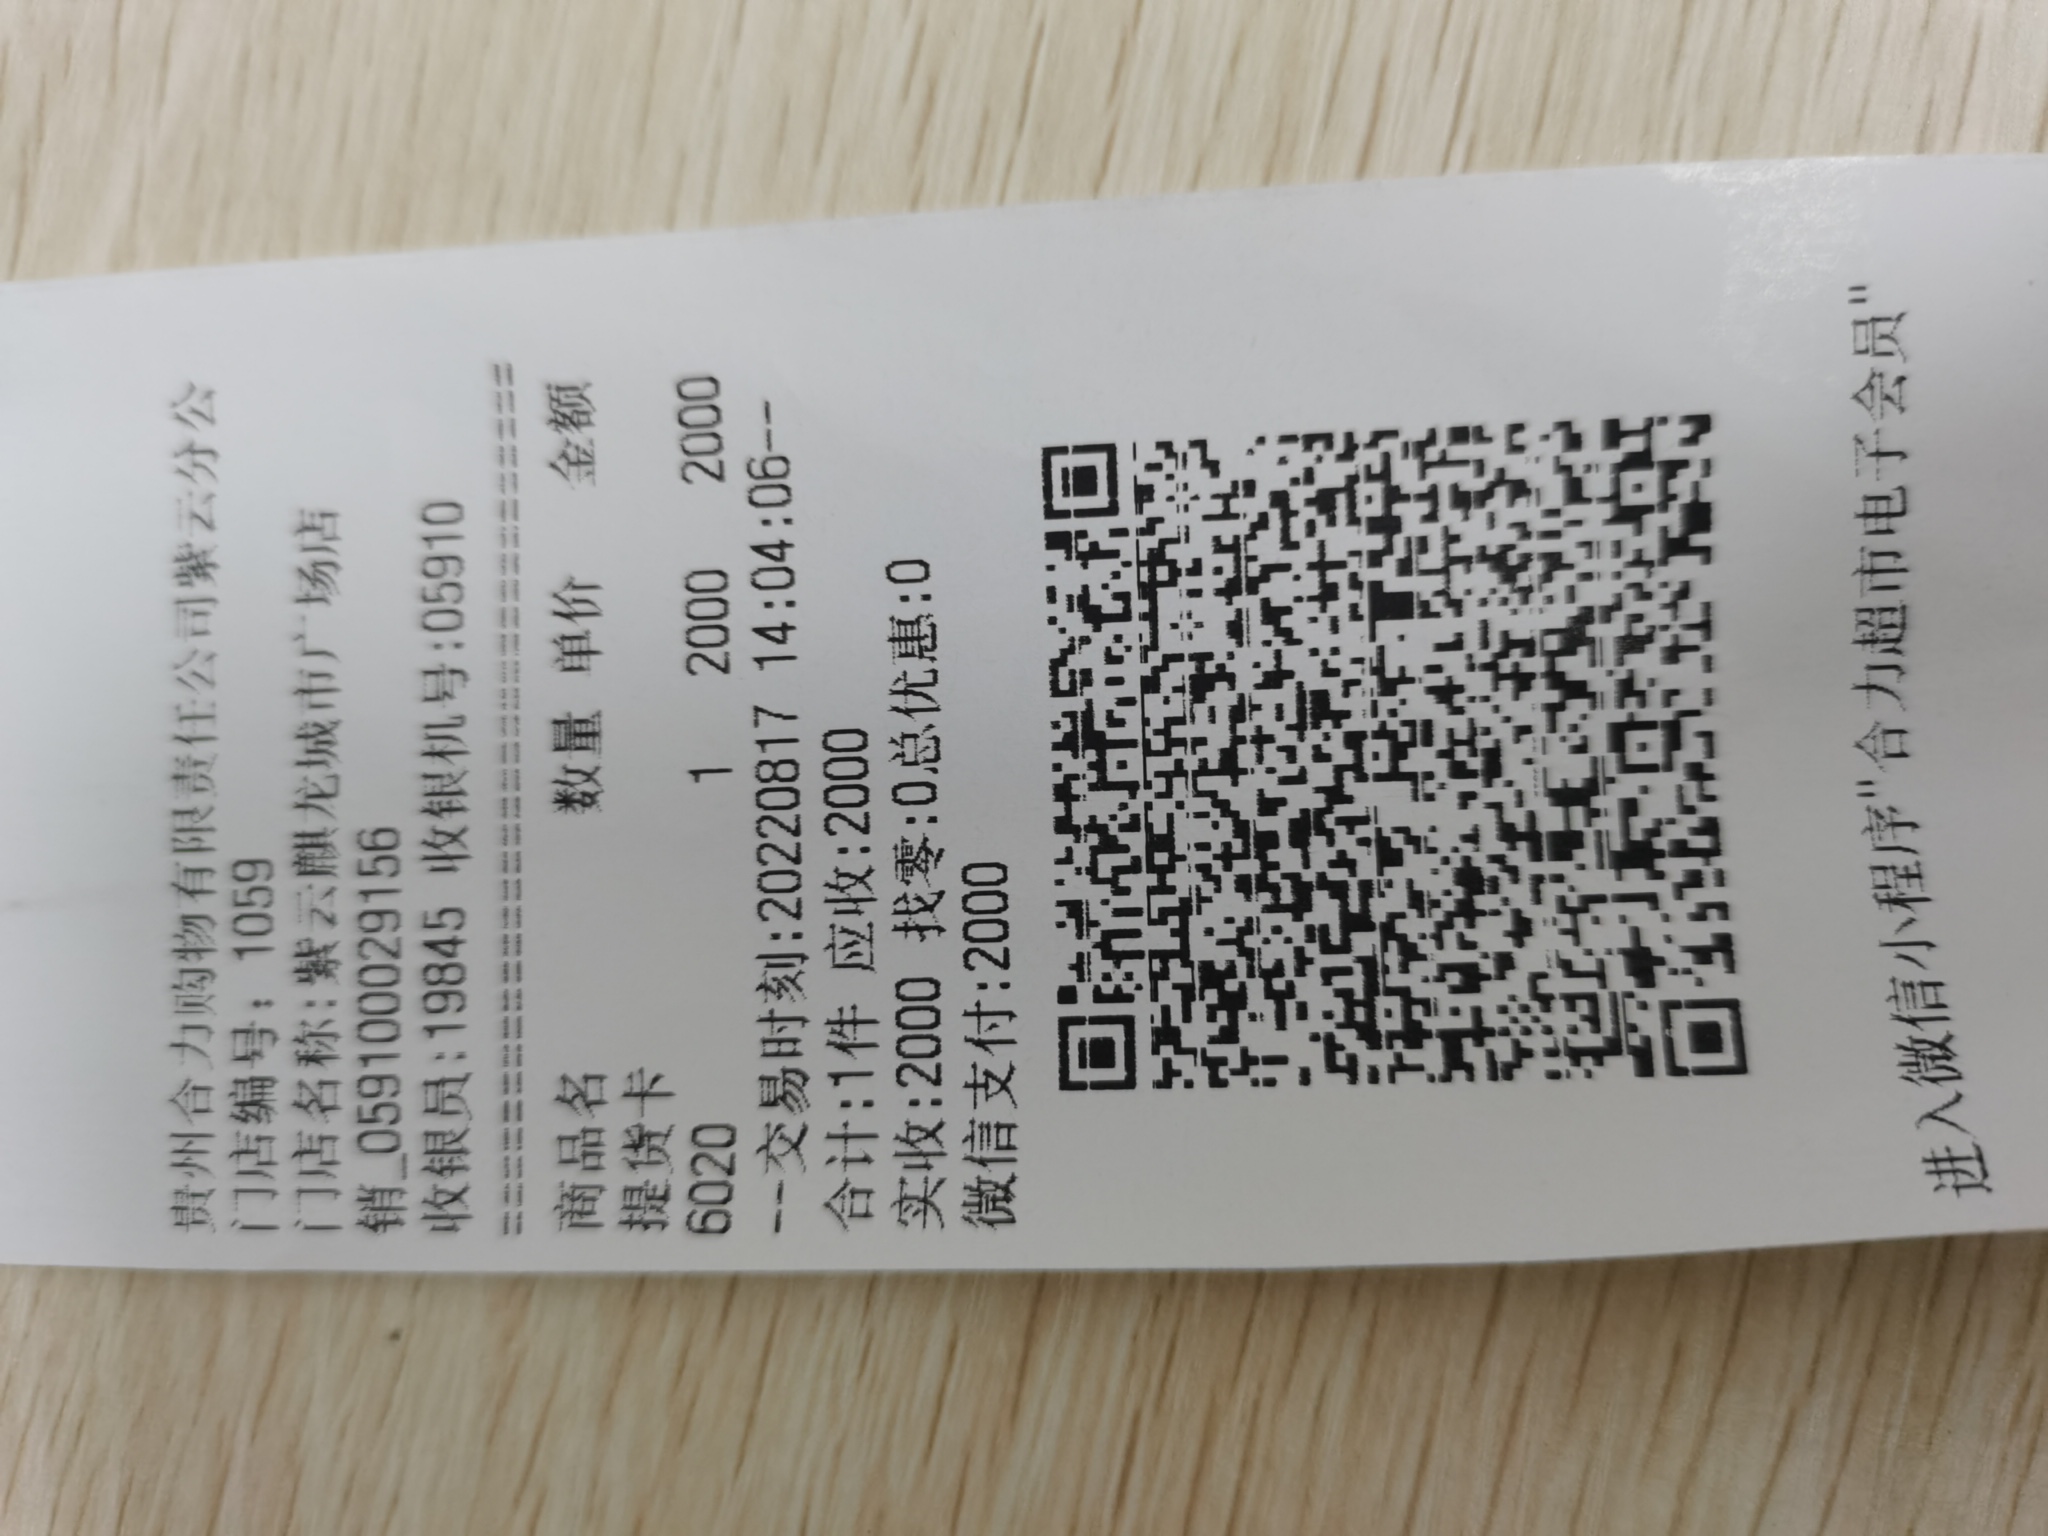 贵州合力购物有限责任公司紫云分公
门店编号: 1059
门店名称:紫云麒龙城市广场店
销_0591000029156
收银员:19845 收银机号:05910
================================
商品名 数量 单价 金额
提货卡
6020 1 2000 2000
--交易时刻:20220817 14:04:06--
合计:1件 应收:2000
实收:2000 找零:0总优惠:0
微信支付:2000
进入微信小程序"合力超市电子会员"